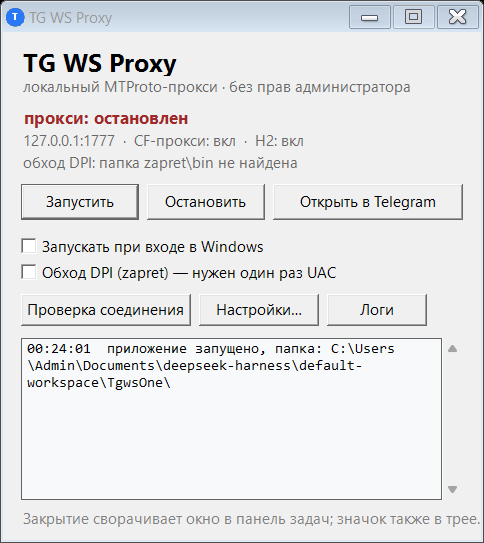 T TG WS Proxy
TG WS Proxy
локальный MTProto-прокси · без прав администратора
прокси: остановлен
127.0.0.1:1777 · CF-прокси: вкл · H2: вкл
обход DPI: папка zapret\bin не найдена
Запустить Остановить Открыть в Telegram
Запускать при входе в Windows
Обход DPI (zapret) — нужен один раз UAC
Проверка соединения Настройки... Логи
00:24:01 приложение запущено, папка: C:\Users
\Admin\Documents\deepseek-harness\default-
workspace\TgwsOne\
Закрытие сворачивает окно в панель задач; значок также в трее.